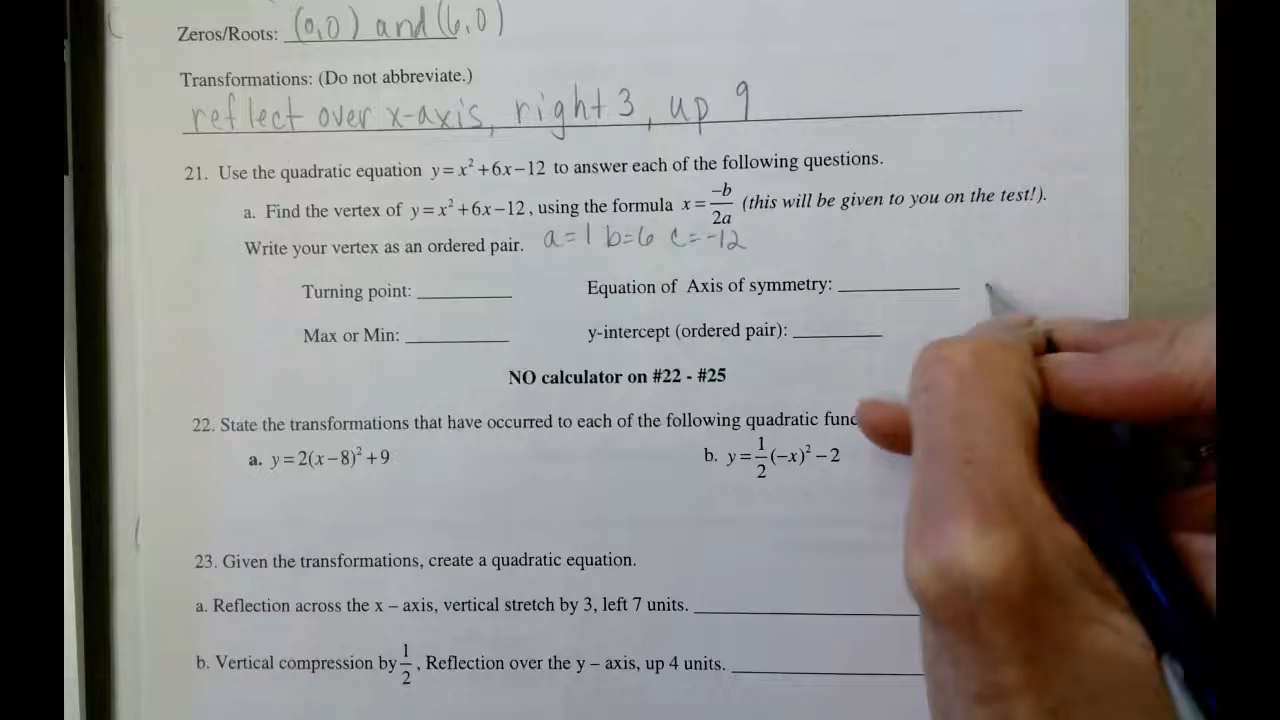 Zeros/Roots: (0,0) and (6,0)
Transformations: (Do not abbreviate.)
reflect over x-axis, right 3, up 9
21. Use the quadratic equation y=x²+6x−12 to answer each of the following questions.
a. Find the vertex of y=x²+6x−12, using the formula x=−b/2a (this will be given to you on the test!).
Write your vertex as an ordered pair. a=1 b=6 c=-12
Turning point: ________ Equation of Axis of symmetry: ________
Max or Min: ________ y-intercept (ordered pair): ________
NO calculator on #22 - #25
22. State the transformations that have occurred to each of the following quadratic func
a. y=2(x−8)²+9 b. y=1/2(−x)²−2
23. Given the transformations, create a quadratic equation.
a. Reflection across the x – axis, vertical stretch by 3, left 7 units. ________
b. Vertical compression by 1/2, Reflection over the y – axis, up 4 units. ________